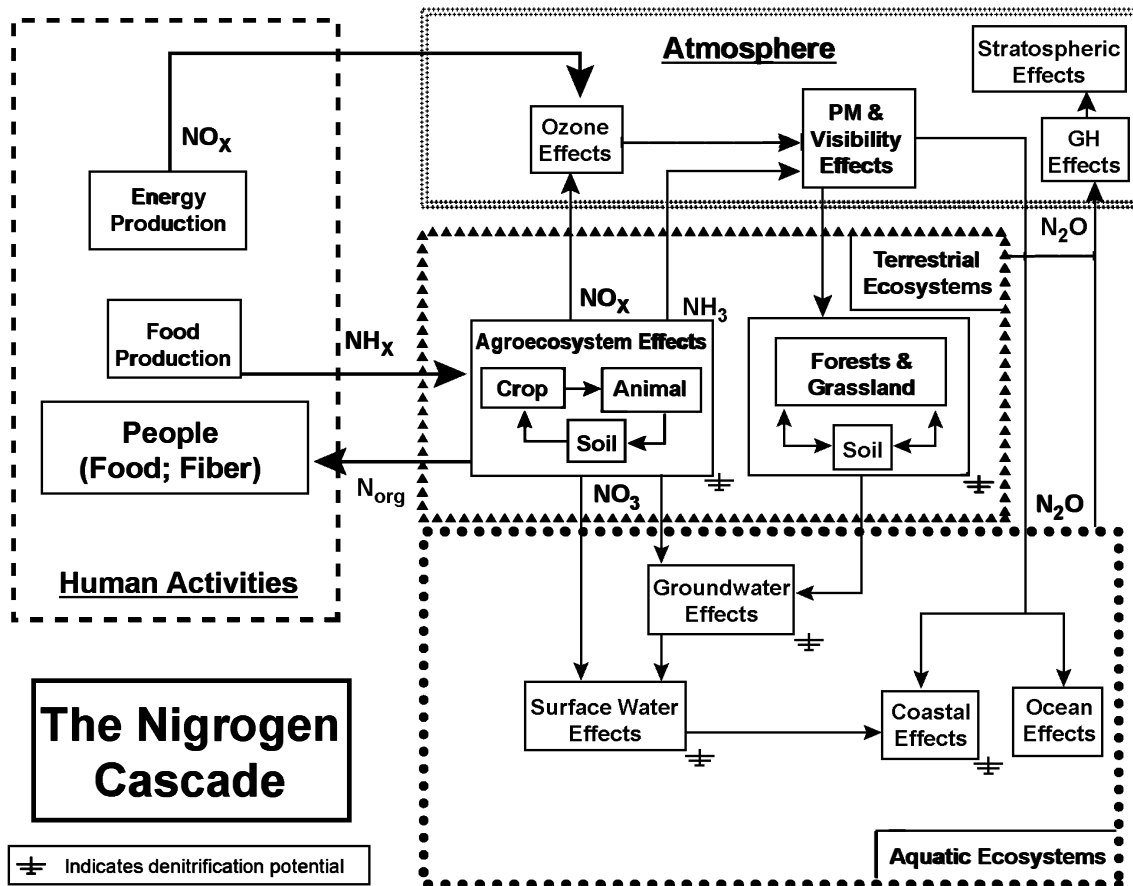 Atmosphere
Stratospheric
Effects
NOX
Ozone
Effects
PM &
Visibility
Effects
GH
Effects
Energy
Production
N2O
Terrestrial
Ecosystems
NOX
NH3
Food
Production
NHX
Agroecosystem Effects
Crop
Animal
Soil
Forests &
Grassland
Soil
People
(Food; Fiber)
Norg
NO3
N2O
Human Activities
Groundwater
Effects
Surface Water
Effects
Coastal
Effects
Ocean
Effects
The Nigrogen
Cascade
Indicates denitrification potential
Aquatic Ecosystems